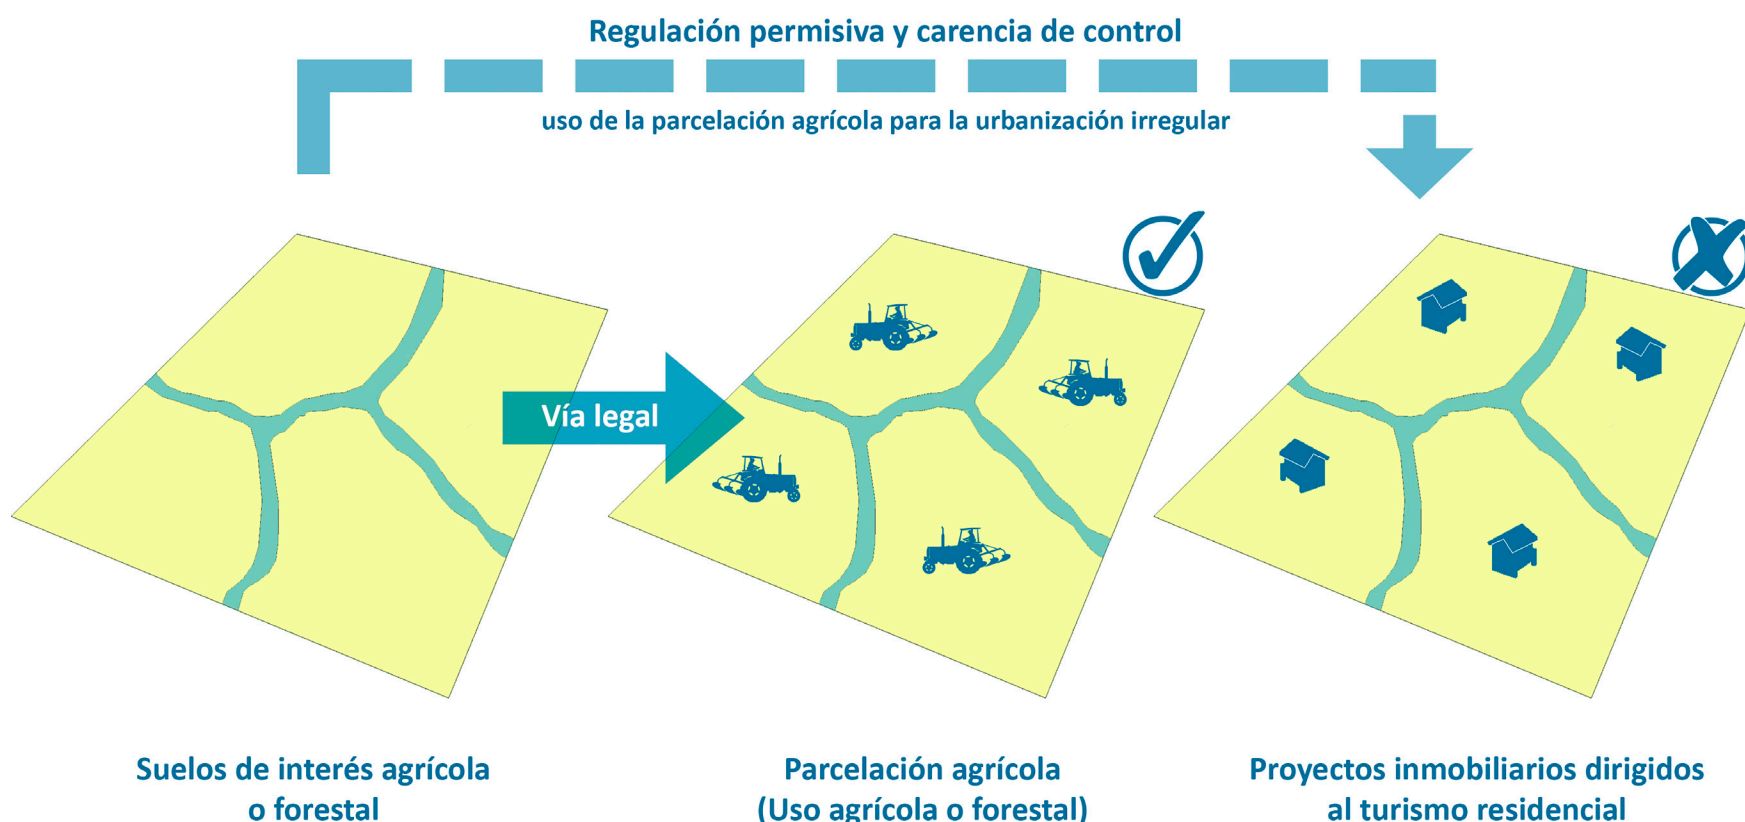 Regulación permisiva y carencia de control
uso de la parcelación agrícola para la urbanización irregular
Vía legal
Suelos de interés agrícola
o forestal
Parcelación agrícola
(Uso agrícola o forestal)
Proyectos inmobiliarios dirigidos
al turismo residencial